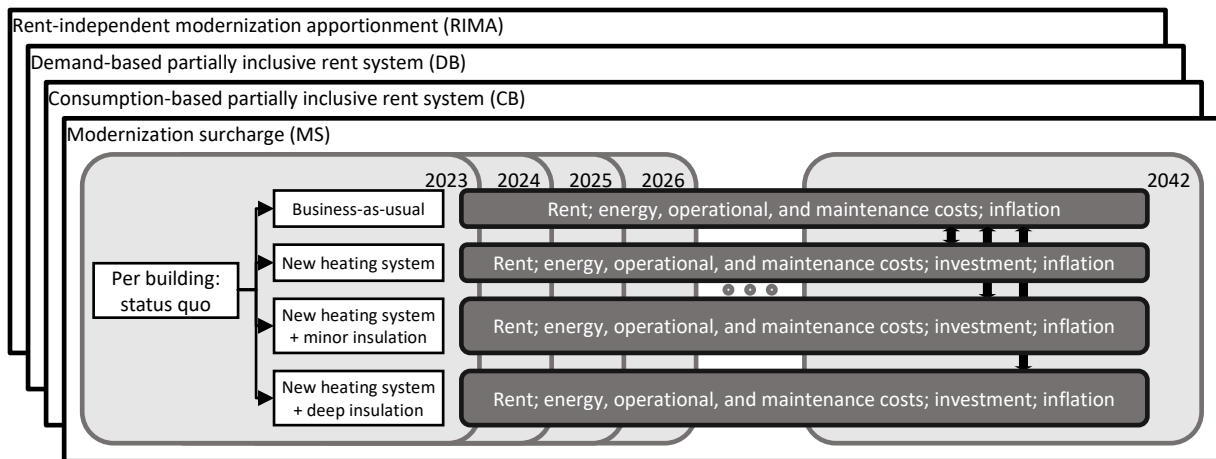 Rent-independent modernization apportionment (RIMA)
Demand-based partially inclusive rent system (DB)
Consumption-based partially inclusive rent system (CB)
Modernization surcharge (MS)
2023
2024
2025
2026
2042
Per building:
status quo
Business-as-usual
Rent; energy, operational, and maintenance costs; inflation
New heating system
Rent; energy, operational, and maintenance costs; investment; inflation
New heating system
+ minor insulation
Rent; energy, operational, and maintenance costs; investment; inflation
New heating system
+ deep insulation
Rent; energy, operational, and maintenance costs; investment; inflation